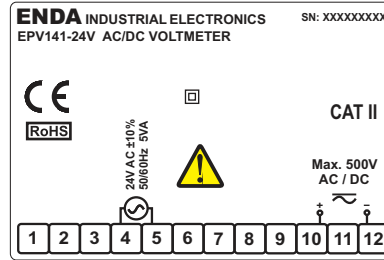 ENDA INDUSTRIAL ELECTRONICS SN: XXXXXXXXX
EPV141-24V AC/DC VOLTMETER
CE
RoHS
24V AC ±10%
50/60Hz 5VA
CAT II
Max. 500V
AC / DC
+ -
1 2 3 4 5 6 7 8 9 10 11 12